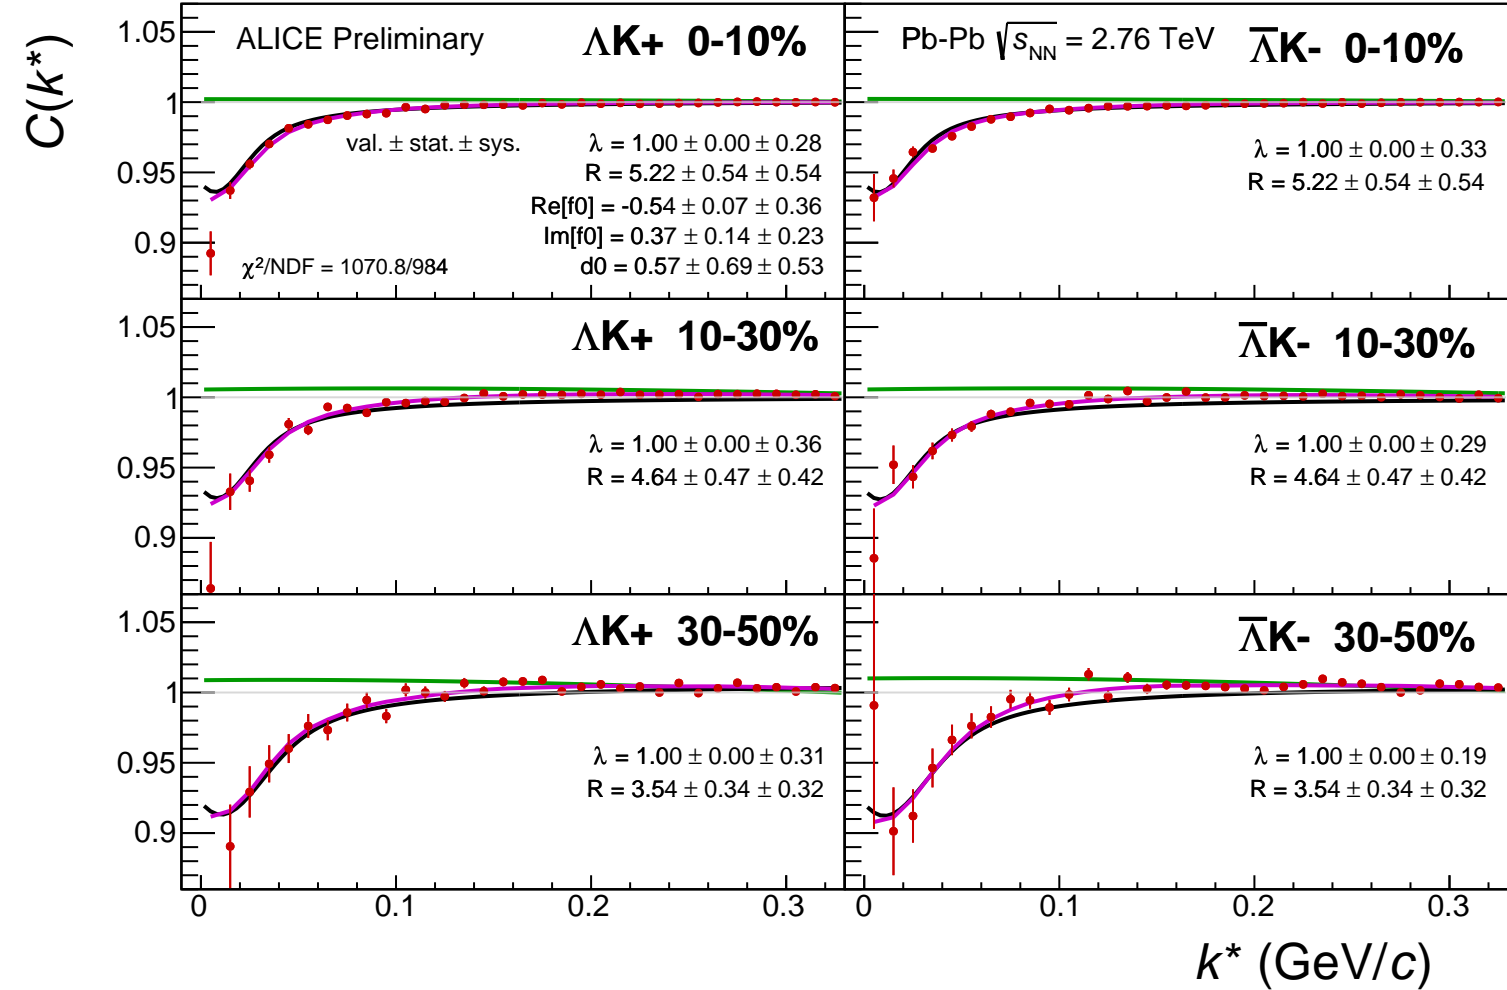 C(k*)
1.05
1
0.95
0.9
ALICE Preliminary
ΛK+ 0-10%
val. ± stat. ± sys.
λ = 1.00 ± 0.00 ± 0.28
R = 5.22 ± 0.54 ± 0.54
Re[f0] = -0.54 ± 0.07 ± 0.36
Im[f0] = 0.37 ± 0.14 ± 0.23
χ²/NDF = 1070.8/984
d0 = 0.57 ± 0.69 ± 0.53
Pb-Pb √sNN = 2.76 TeV
Λ̅K- 0-10%
λ = 1.00 ± 0.00 ± 0.33
R = 5.22 ± 0.54 ± 0.54
1.05
1
0.95
0.9
ΛK+ 10-30%
λ = 1.00 ± 0.00 ± 0.36
R = 4.64 ± 0.47 ± 0.42
Λ̅K- 10-30%
λ = 1.00 ± 0.00 ± 0.29
R = 4.64 ± 0.47 ± 0.42
1.05
1
0.95
0.9
ΛK+ 30-50%
λ = 1.00 ± 0.00 ± 0.31
R = 3.54 ± 0.34 ± 0.32
Λ̅K- 30-50%
λ = 1.00 ± 0.00 ± 0.19
R = 3.54 ± 0.34 ± 0.32
0 0.1 0.2 0.3
0 0.1 0.2 0.3
k* (GeV/c)